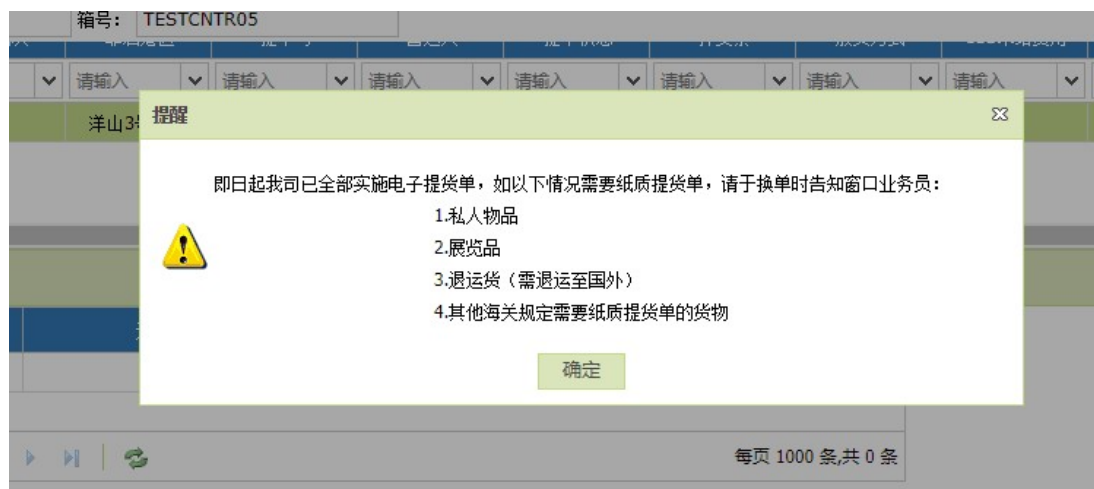 箱号： TESTCNTR05
请输入 请输入 请输入 请输入 请输入 请输入 请输入
洋山3
提醒
即日起我司已全部实施电子提货单，如以下情况需要纸质提货单，请于换单时告知窗口业务员：
1.私人物品
2.展览品
3.退运货（需退运至国外）
4.其他海关规定需要纸质提货单的货物
确定
每页 1000 条,共 0 条